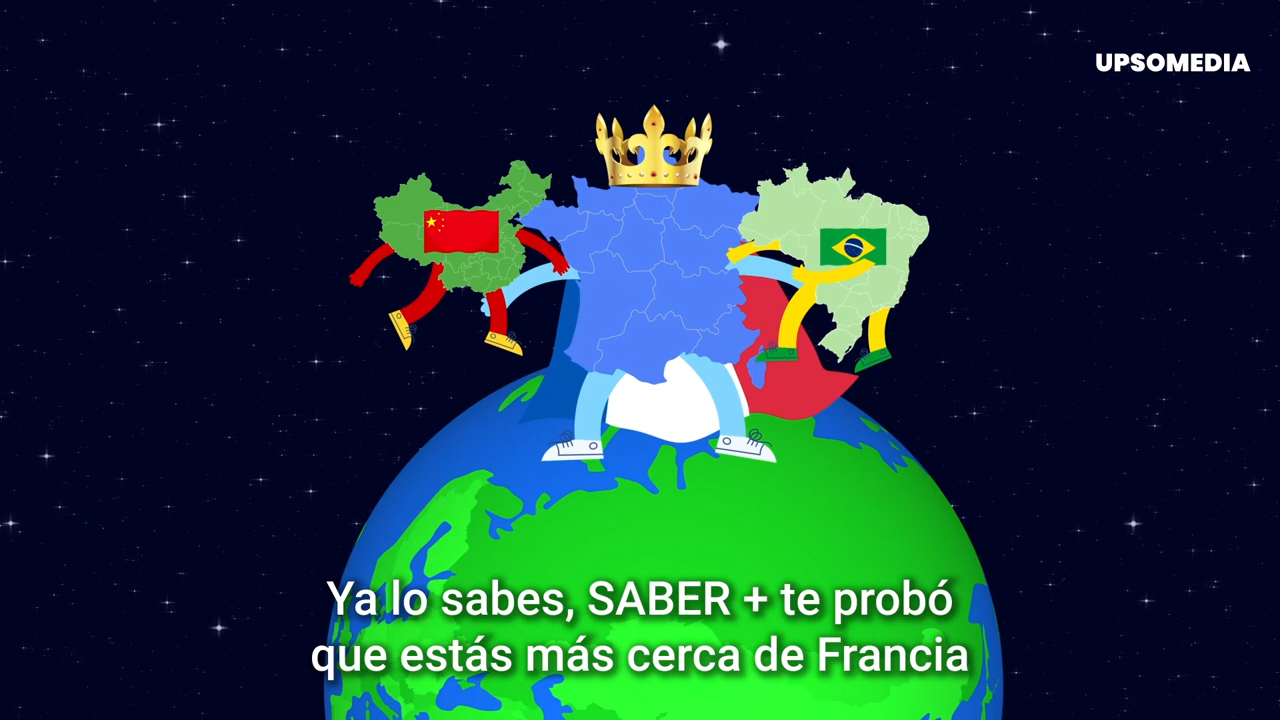 UPSOMEDIA
Ya lo sabes, SABER + te probó
que estás más cerca de Francia